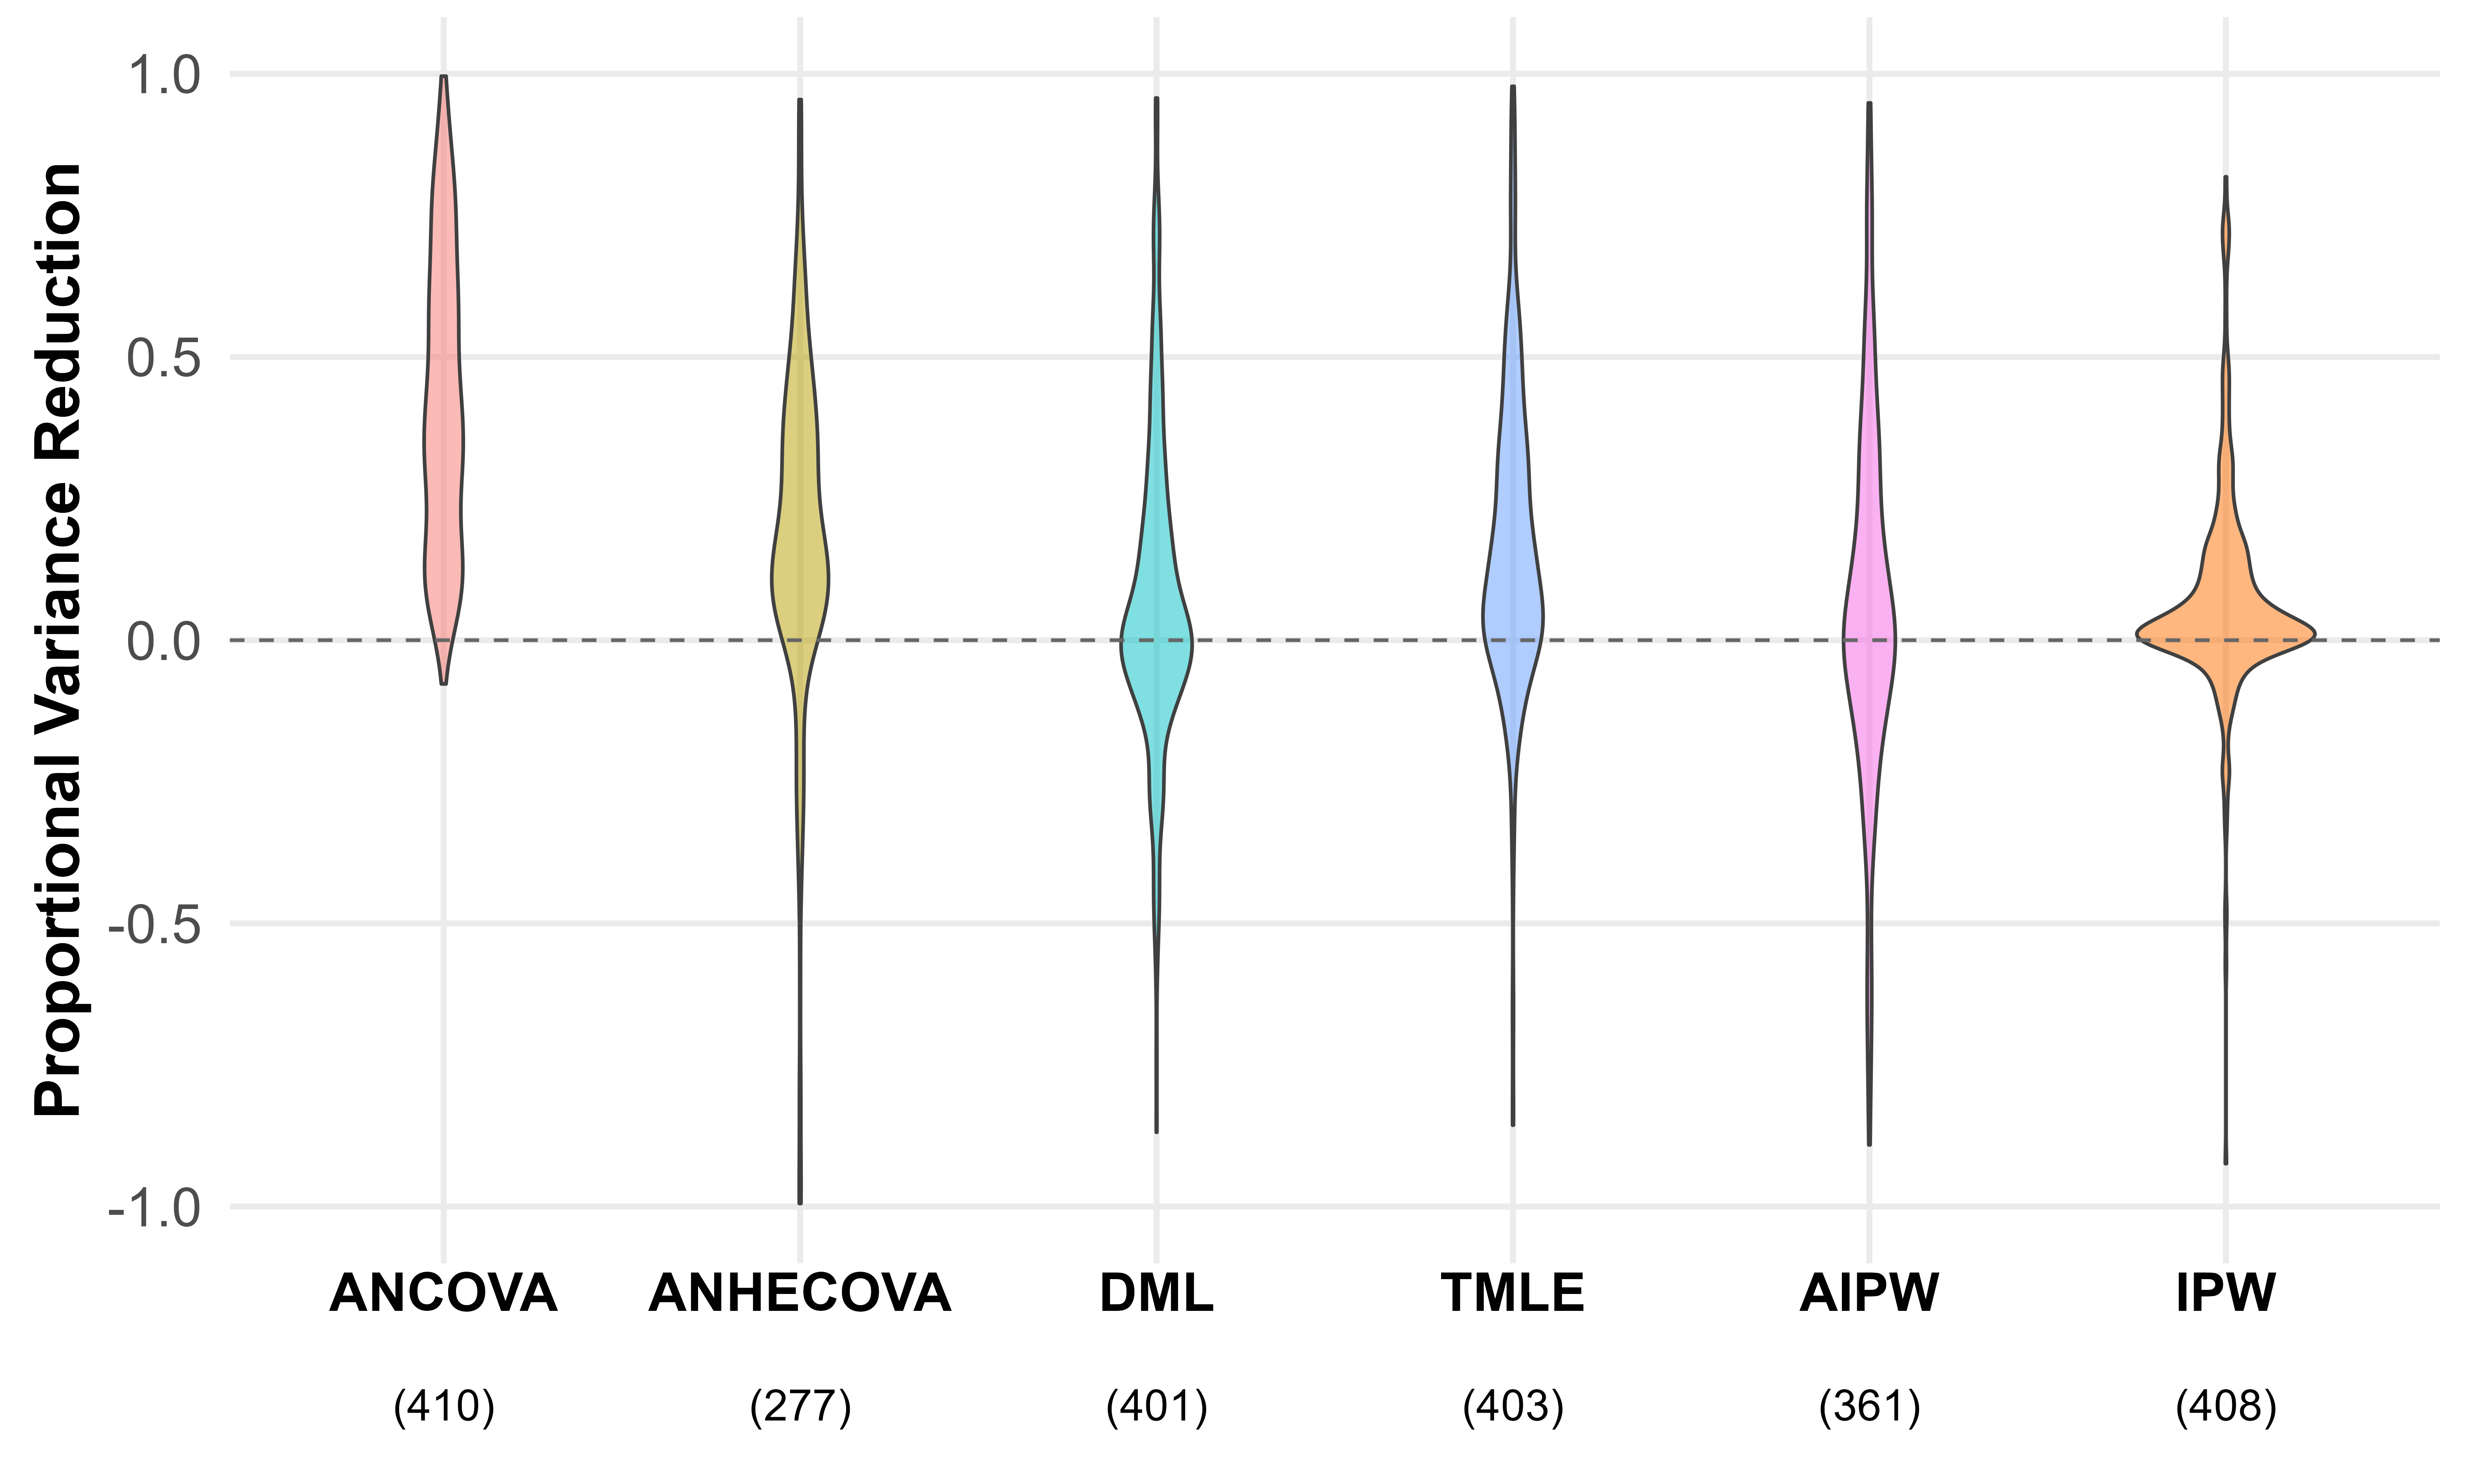 Proportional Variance Reduction
1.0
0.5
0.0
-0.5
-1.0
ANCOVA ANHECOVA DML TMLE AIPW IPW
(410) (277) (401) (403) (361) (408)